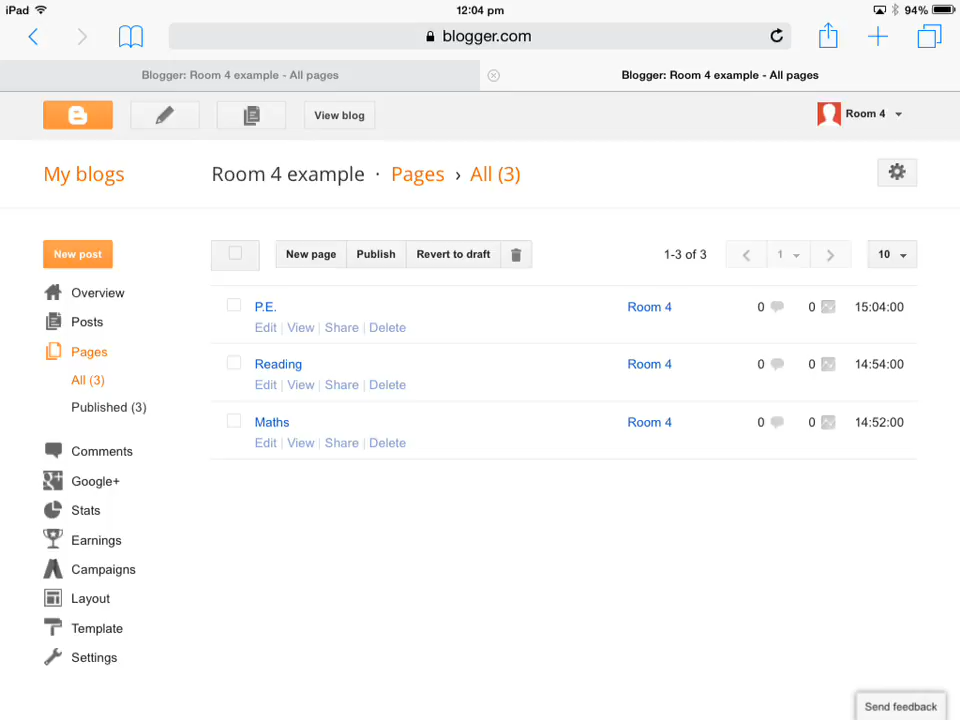 iPad 12:04 pm 94%
blogger.com
Blogger: Room 4 example - All pages Blogger: Room 4 example - All pages
View blog Room 4
My blogs Room 4 example · Pages › All (3)
New post New page Publish Revert to draft 1-3 of 3 1 10
Overview
Posts
Pages
All (3)
Published (3)
Comments
Google+
Stats
Earnings
Campaigns
Layout
Template
Settings
P.E. Room 4 0 0 15:04:00
Edit | View | Share | Delete
Reading Room 4 0 0 14:54:00
Edit | View | Share | Delete
Maths Room 4 0 0 14:52:00
Edit | View | Share | Delete
Send feedback